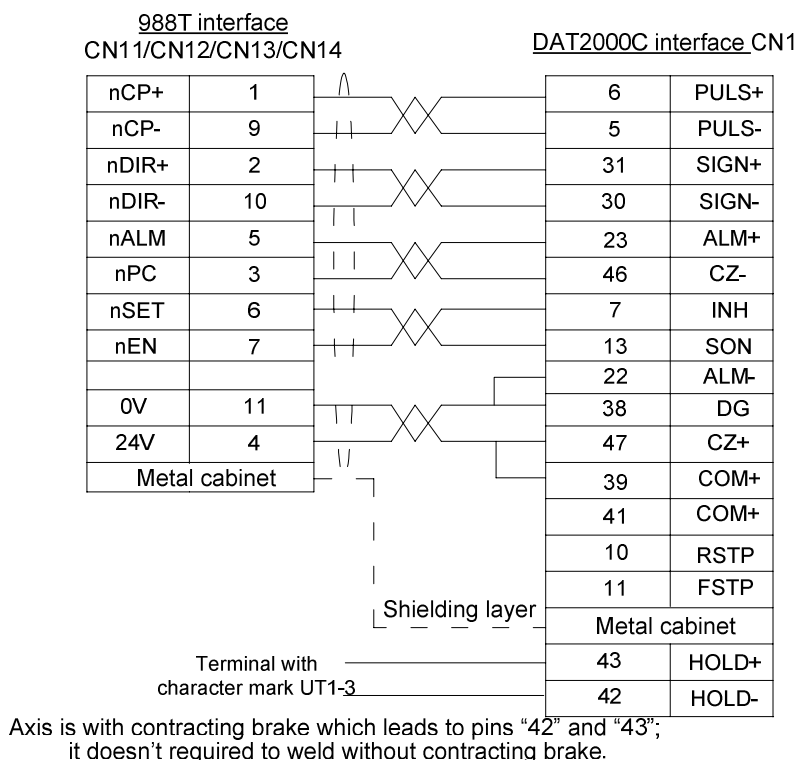 988T interface
CN11/CN12/CN13/CN14
DAT2000C interface CN1
nCP+ 1 6 PULS+
nCP- 9 5 PULS-
nDIR+ 2 31 SIGN+
nDIR- 10 30 SIGN-
nALM 5 23 ALM+
nPC 3 46 CZ-
nSET 6 7 INH
nEN 7 13 SON
22 ALM-
0V 11 38 DG
24V 4 47 CZ+
Metal cabinet 39 COM+
41 COM+
10 RSTP
11 FSTP
Shielding layer Metal cabinet
Terminal with 43 HOLD+
character mark UT1-3 42 HOLD-
Axis is with contracting brake which leads to pins “42” and “43”;
it doesn’t required to weld without contracting brake.